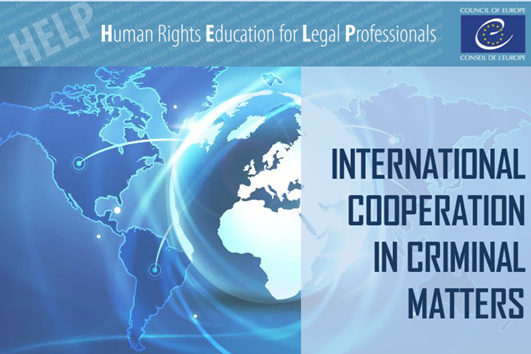 HELP
Human Rights Education for Legal Professionals
COUNCIL OF EUROPE
CONSEIL DE L'EUROPE
INTERNATIONAL
COOPERATION
IN CRIMINAL
MATTERS